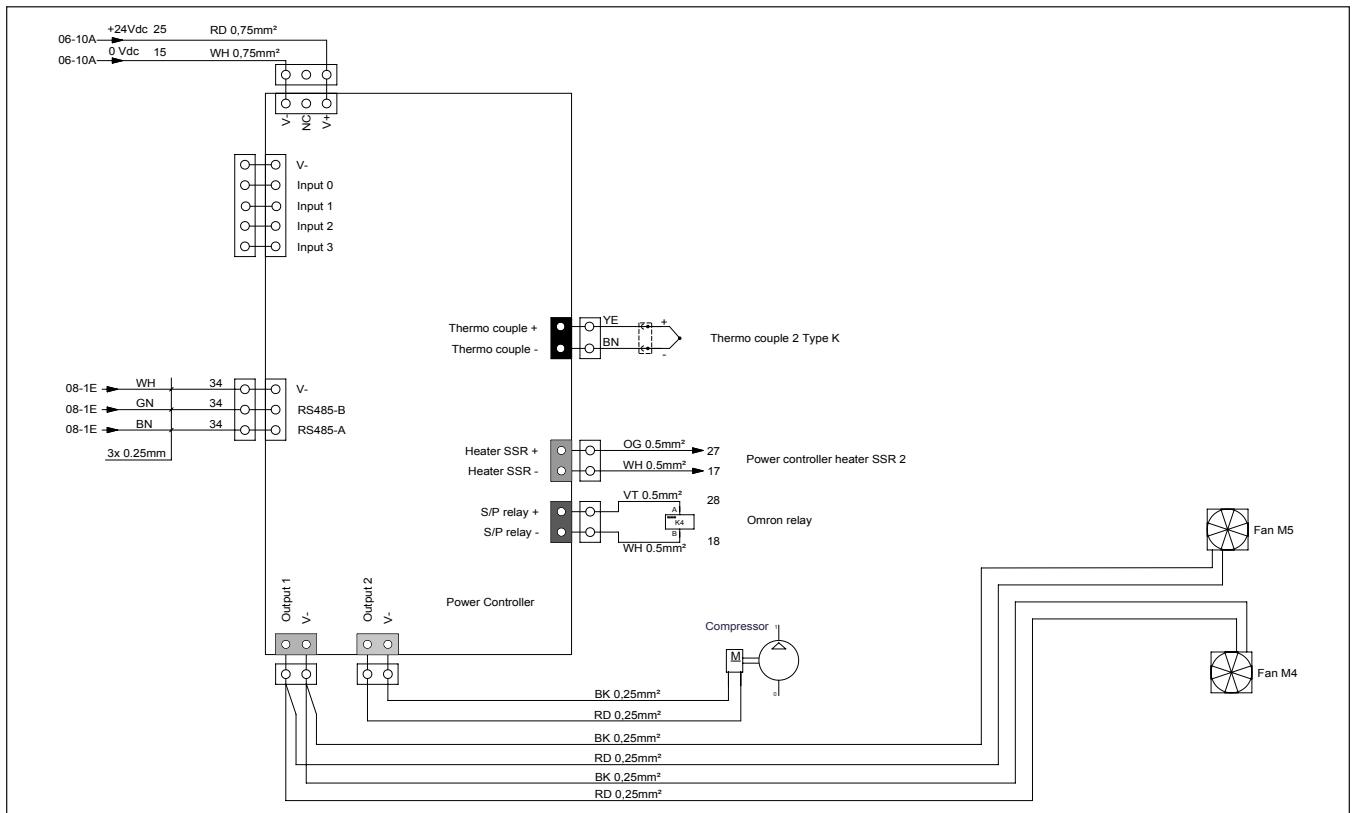 +24Vdc 25 RD 0,75mm²
06-10A
0 Vdc 15 WH 0,75mm²
06-10A
V- NC V+
V-
Input 0
Input 1
Input 2
Input 3
Thermo couple + YE +
Thermo couple 2 Type K
Thermo couple - BN -
08-1E WH 34 V-
08-1E GN 34 RS485-B
08-1E BN 34 RS485-A
3x 0.25mm
Heater SSR + OG 0.5mm² 27
Power controller heater SSR 2
Heater SSR - WH 0.5mm² 17
VT 0.5mm² 28
S/P relay + A
K4 Omron relay
S/P relay - B
WH 0.5mm² 18
Fan M5
Output 1 V- Output 2 V-
Power Controller
Compressor 1
M
Fan M4
0
BK 0,25mm²
RD 0,25mm²
BK 0,25mm²
RD 0,25mm²
BK 0,25mm²
RD 0,25mm²